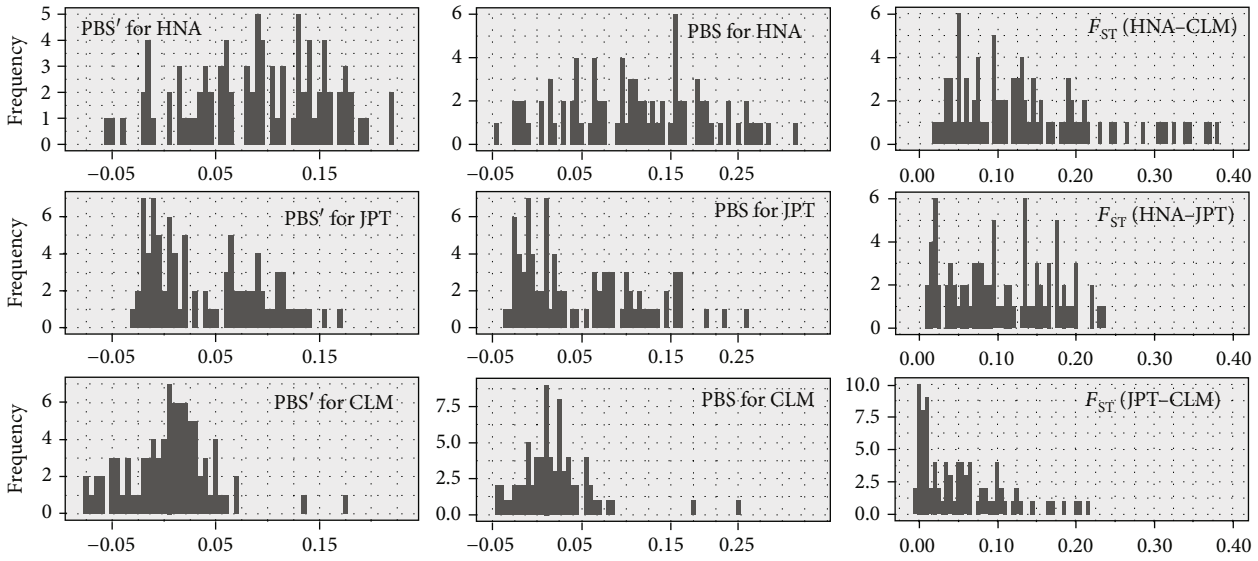 PBS′ for HNA
Frequency
5
4
3
2
1
0
−0.05 0.05 0.15
PBS for HNA
6
4
2
0
−0.05 0.05 0.15 0.25
F_ST (HNA–CLM)
6
4
2
0
0.00 0.10 0.20 0.30 0.40
PBS′ for JPT
Frequency
6
4
2
0
−0.05 0.05 0.15
PBS for JPT
6
4
2
0
−0.05 0.05 0.15 0.25
F_ST (HNA–JPT)
6
4
2
0
0.00 0.10 0.20 0.30 0.40
PBS′ for CLM
Frequency
6
4
2
0
−0.05 0.05 0.15
PBS for CLM
7.5
5.0
2.5
0.0
−0.05 0.05 0.15 0.25
F_ST (JPT–CLM)
10.0
7.5
5.0
2.5
0.0
0.00 0.10 0.20 0.30 0.40